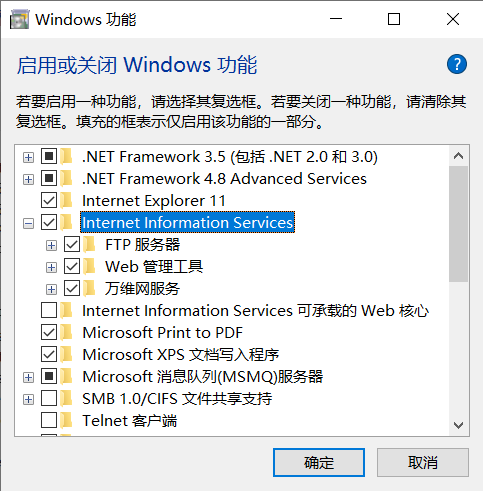 Windows 功能
启用或关闭 Windows 功能
?
若要启用一种功能，请选择其复选框。若要关闭一种功能，请清除其
复选框。填充的框表示仅启用该功能的一部分。
.NET Framework 3.5 (包括 .NET 2.0 和 3.0)
.NET Framework 4.8 Advanced Services
Internet Explorer 11
Internet Information Services
FTP 服务器
Web 管理工具
万维网服务
Internet Information Services 可承载的 Web 核心
Microsoft Print to PDF
Microsoft XPS 文档写入程序
Microsoft 消息队列(MSMQ)服务器
SMB 1.0/CIFS 文件共享支持
Telnet 客户端
确定 取消